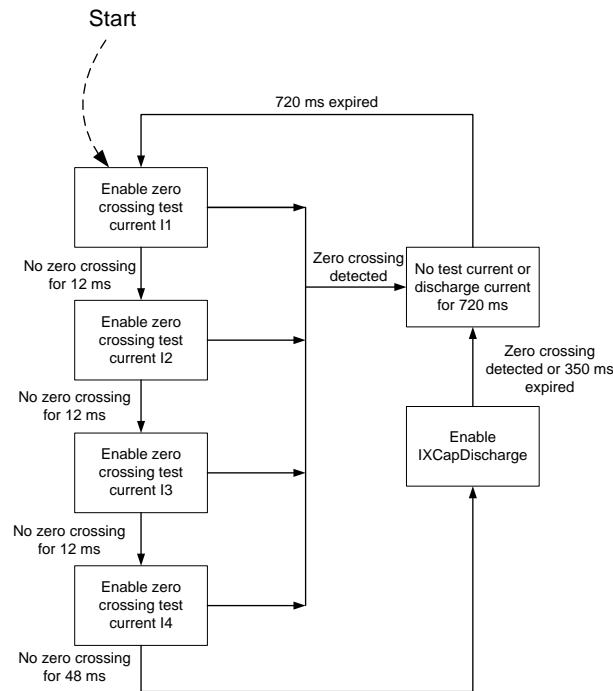 Start
720 ms expired
Enable zero
crossing test
current I1
No zero crossing
for 12 ms
Zero crossing
detected
No test current or
discharge current
for 720 ms
Enable zero
crossing test
current I2
No zero crossing
for 12 ms
Zero crossing
detected or 350 ms
expired
Enable zero
crossing test
current I3
Enable
IXCapDischarge
No zero crossing
for 12 ms
Enable zero
crossing test
current I4
No zero crossing
for 48 ms